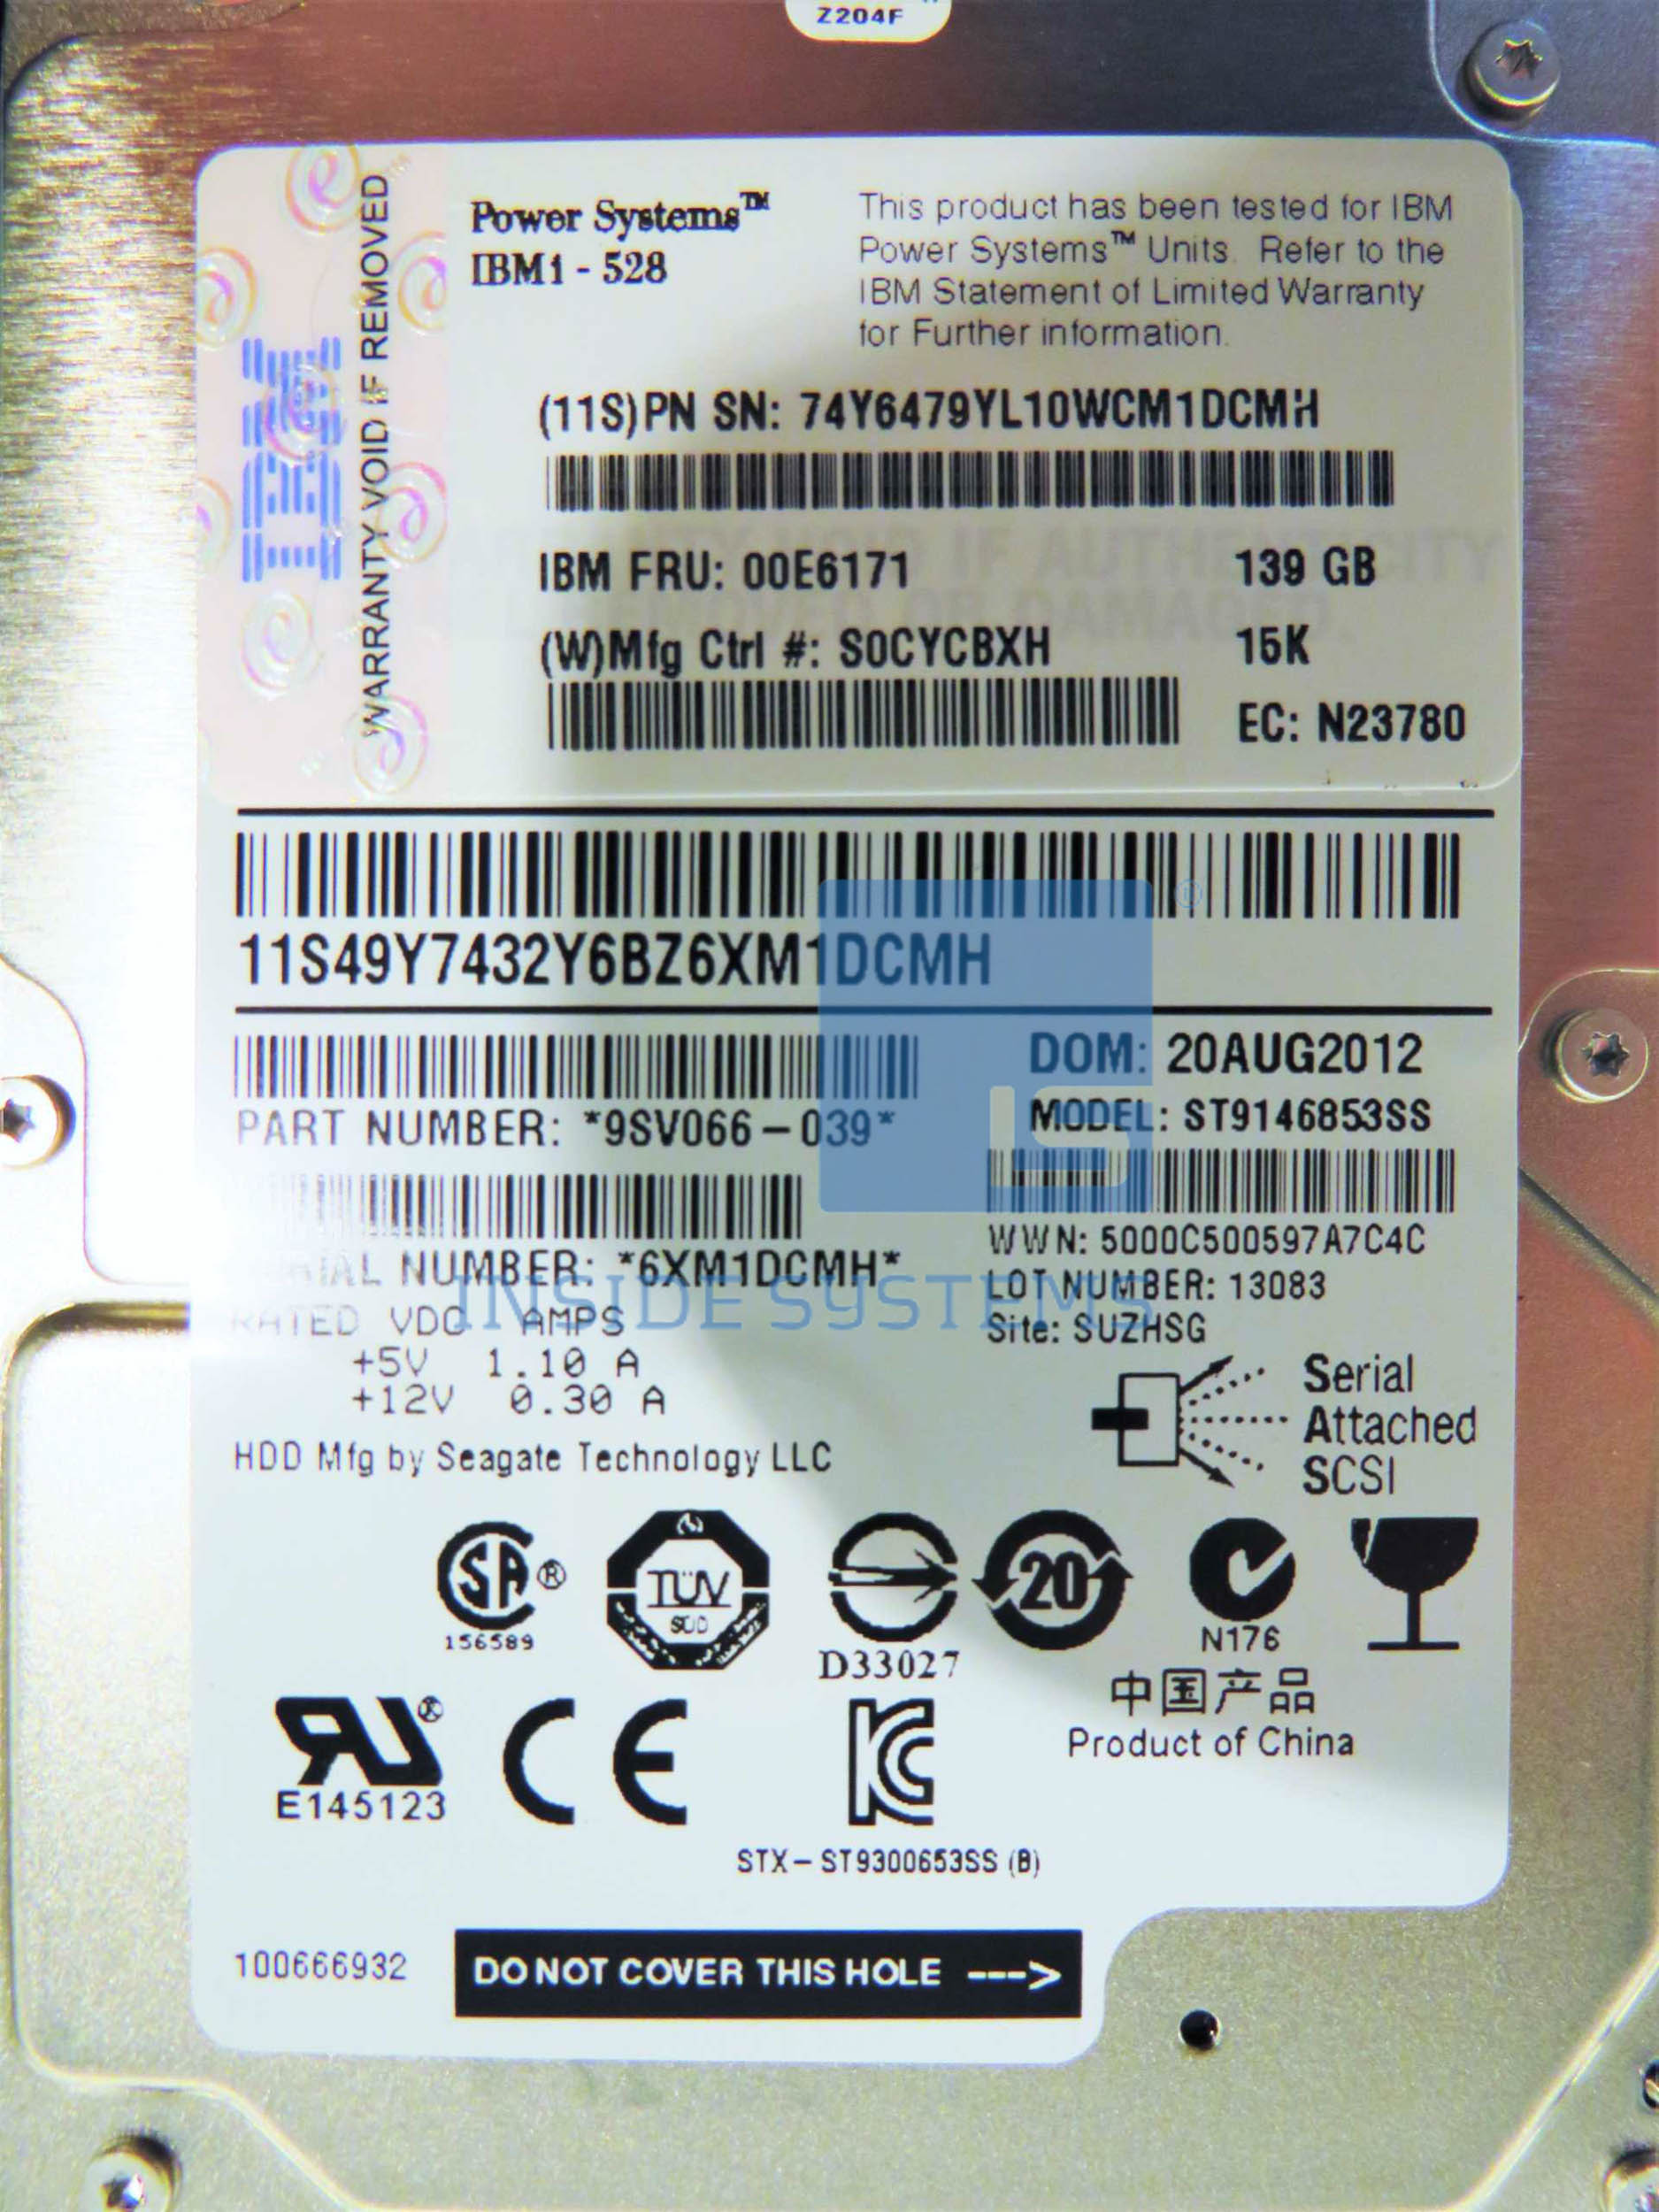 Z204F
IBM
WARRANTY VOID IF REMOVED
Power Systems™
IBMi - 528
This product has been tested for IBM
Power Systems™ Units. Refer to the
IBM Statement of Limited Warranty
for Further information.
(11S)PN SN: 74Y6479YL10WCM1DCMH
IBM FRU: 00E6171
139 GB
(W)Mfg Ctrl #: S0CYCBXH
15K
EC: N23780
11S49Y7432Y6BZ6XM1DCMH
PART NUMBER: *9SV066-039*
DOM: 20AUG2012
MODEL: ST9146853SS
SERIAL NUMBER: *6XM1DCMH*
WWN: 5000C500597A7C4C
LOT NUMBER: 13083
Site: SUZHSG
INSIDE SYSTEMS
RATED VDC AMPS
+5V 1.10 A
+12V 0.30 A
HDD Mfg by Seagate Technology LLC
Serial
Attached
SCSI
SA®
156589
TÜV
SÜD
D33027
20
N176
中国产品
Product of China
E145123
CE
STX-ST9300653SS (B)
100666932
DO NOT COVER THIS HOLE --->